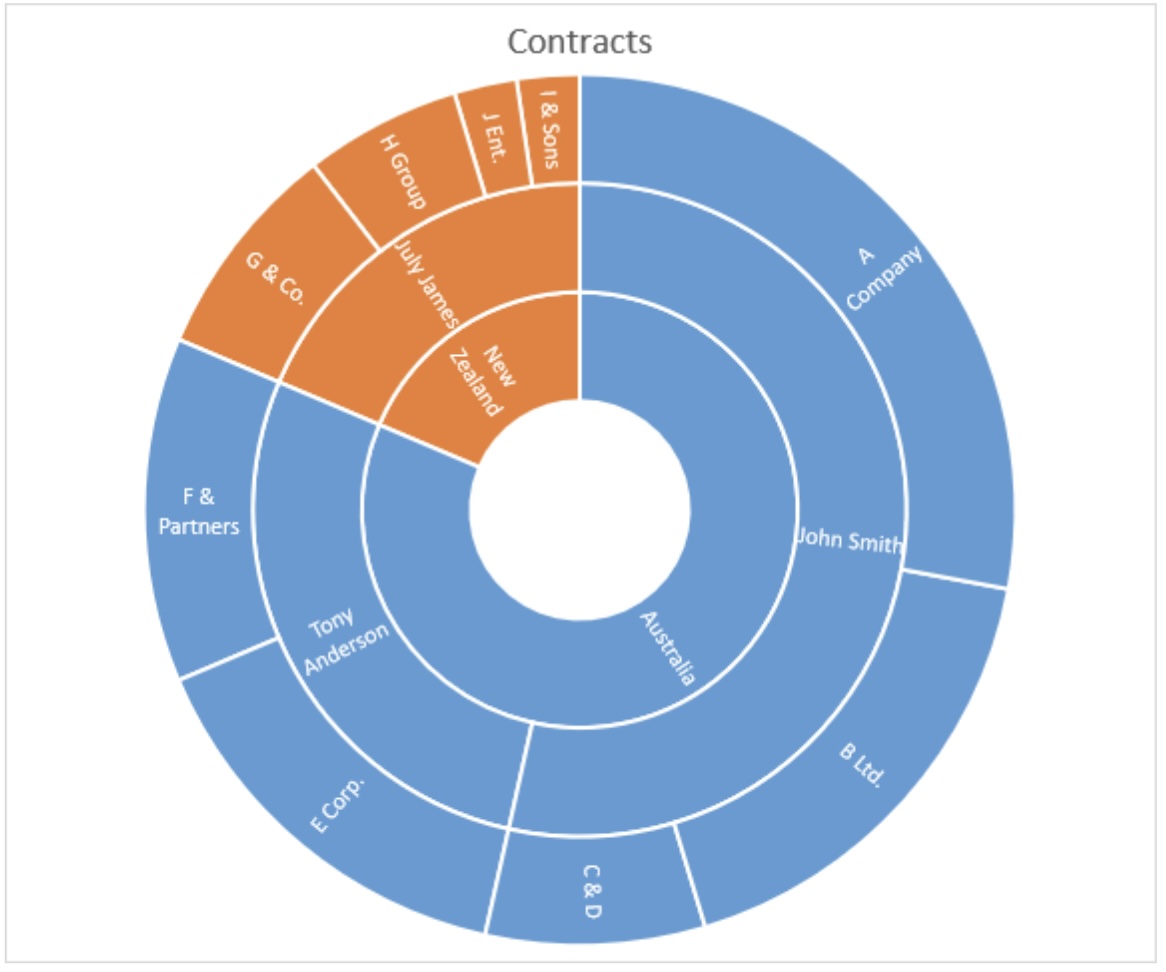 Contracts
I & Sons
J Ent.
H Group
G & Co.
July James
New
Zealand
A
Company
John Smith
Australia
B Ltd.
C & D
E Corp.
Tony
Anderson
F &
Partners